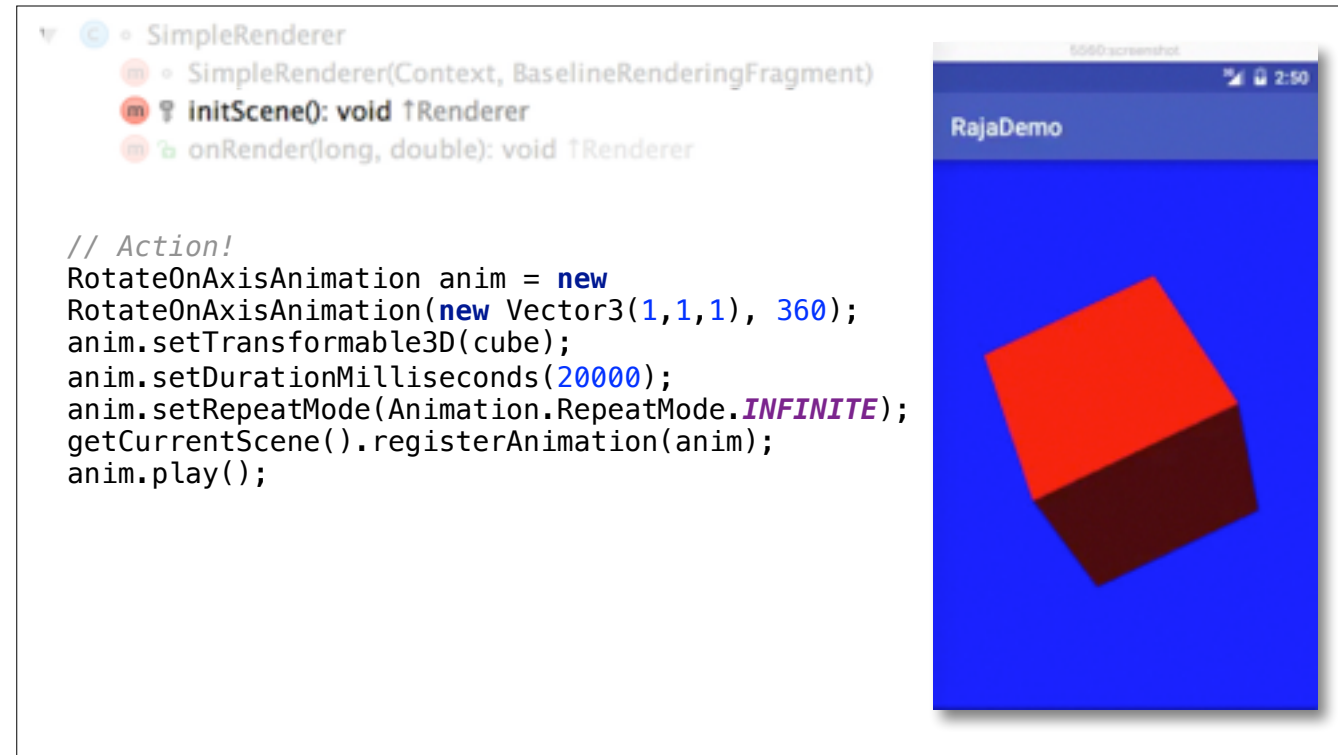 SimpleRenderer
SimpleRenderer(Context, BaselineRenderingFragment)
initScene(): void ↑Renderer
onRender(long, double): void ↑Renderer
// Action!
RotateOnAxisAnimation anim = new
RotateOnAxisAnimation(new Vector3(1,1,1), 360);
anim.setTransformable3D(cube);
anim.setDurationMilliseconds(20000);
anim.setRepeatMode(Animation.RepeatMode.INFINITE);
getCurrentScene().registerAnimation(anim);
anim.play();
2:50
RajaDemo